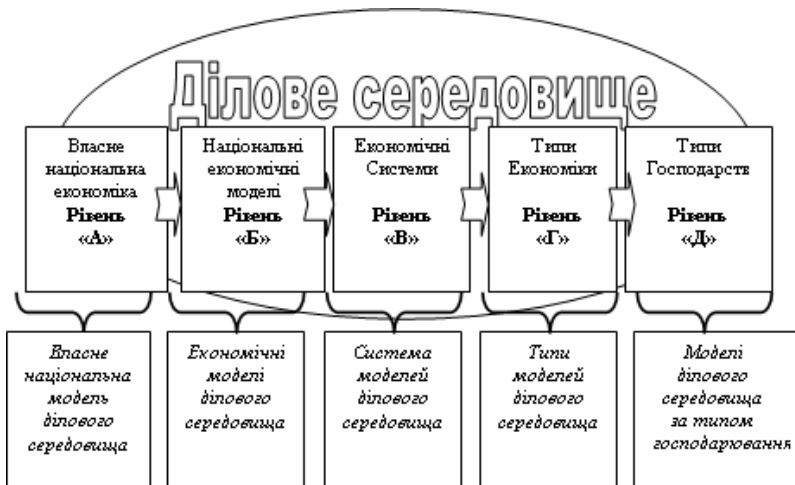 Ділове середовище
Власне
національна
економіка
Рівень
«А»
Національні
економічні
моделі
Рівень
«Б»
Економічні
Системи
Рівень
«В»
Типи
Економіки
Рівень
«Г»
Типи
Господарств
Рівень
«Д»
Власне
національна
модель
ділового
середовища
Економічні
моделі
ділового
середовища
Система
моделей
ділового
середовища
Типи
моделей
ділового
середовища
Моделі
ділового
середовища
за типом
господарювання